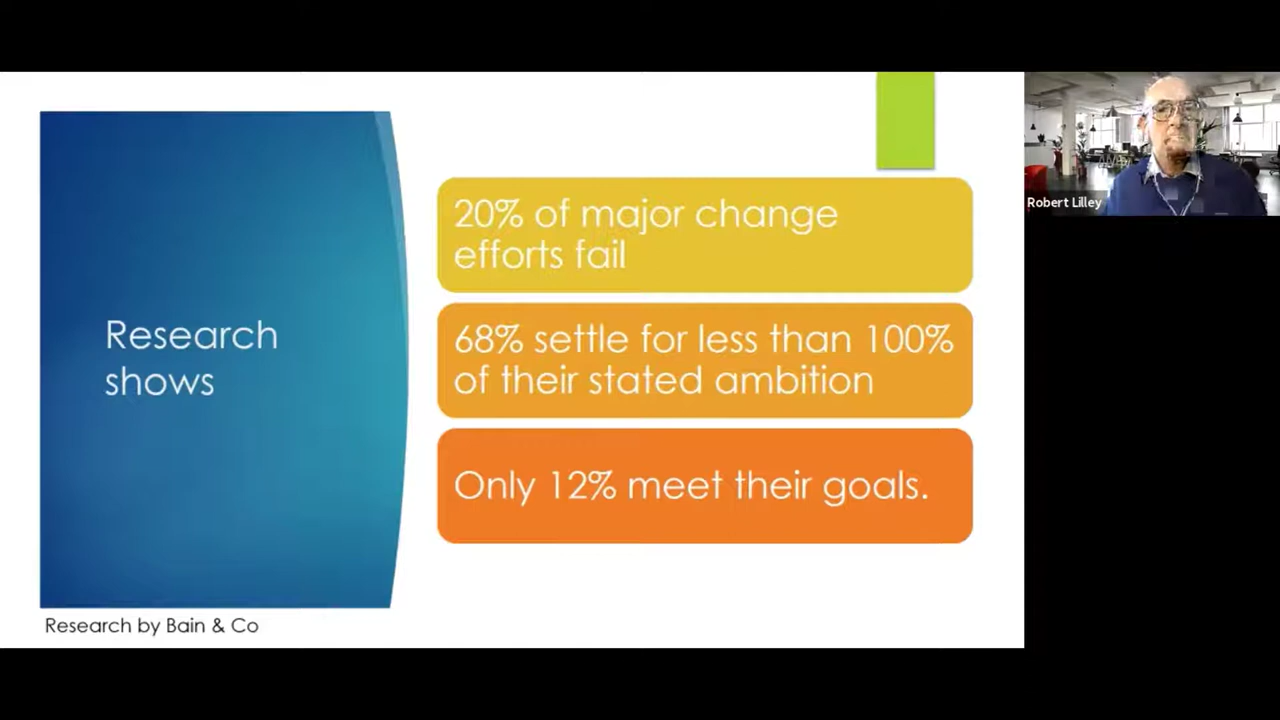 Research
shows
20% of major change
efforts fail
68% settle for less than 100%
of their stated ambition
Only 12% meet their goals.
Research by Bain & Co
Robert Lilley